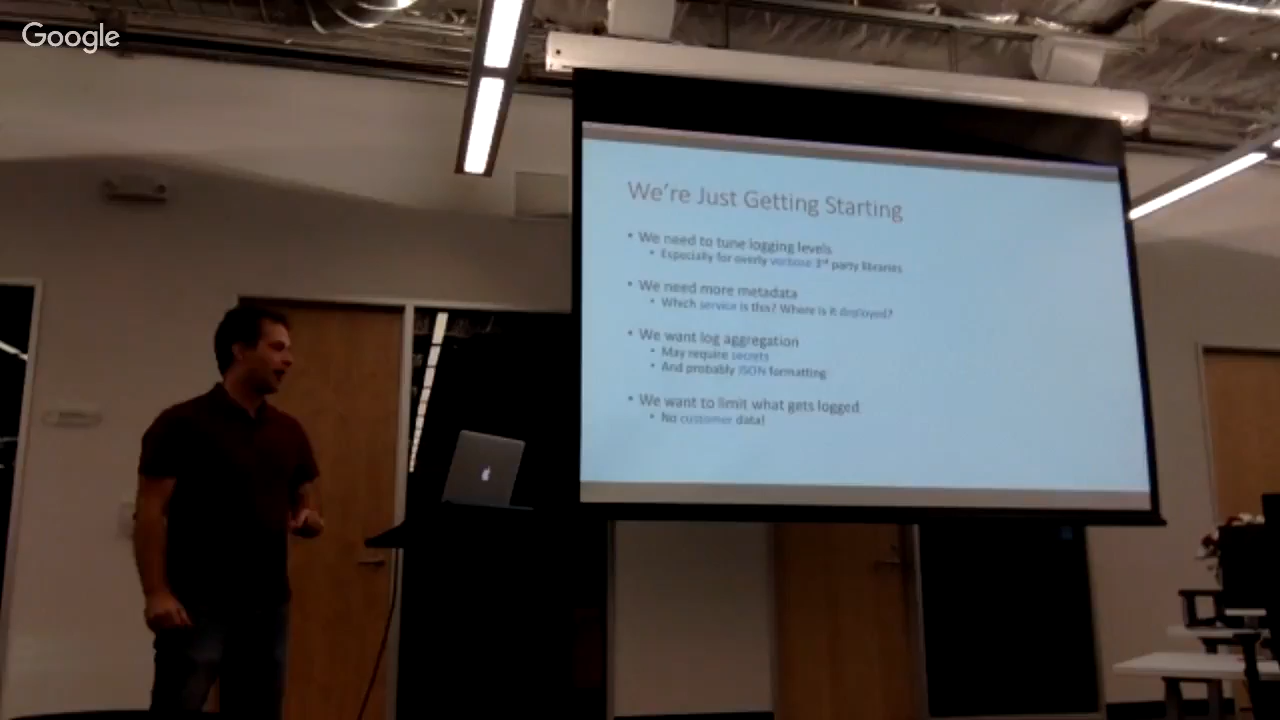 Google
We're Just Getting Starting
• We need to tune logging levels
• Especially for overly verbose 3rd party libraries
• We need more metadata
• Which service is this? Where is it deployed?
• We want log aggregation
• May require secrets
• And probably JSON formatting
• We want to limit what gets logged
• No customer data!